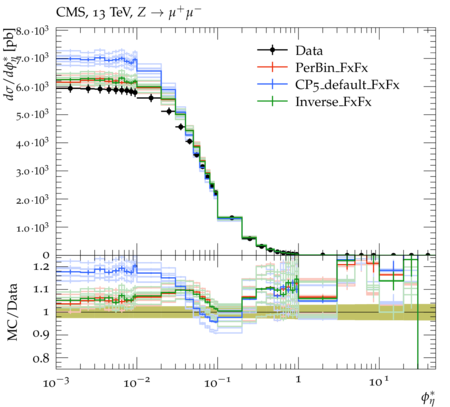 CMS, 13 TeV, Z → μ⁺μ⁻
dσ/dφ*η [pb]
8.0·10³
7.0·10³
6.0·10³
5.0·10³
4.0·10³
3.0·10³
2.0·10³
1.0·10³
0
Data
PerBin_FxFx
CP5_default_FxFx
Inverse_FxFx
MC/Data
1.2
1.1
1
0.9
0.8
10⁻³ 10⁻² 10⁻¹ 1 10¹
φ*η